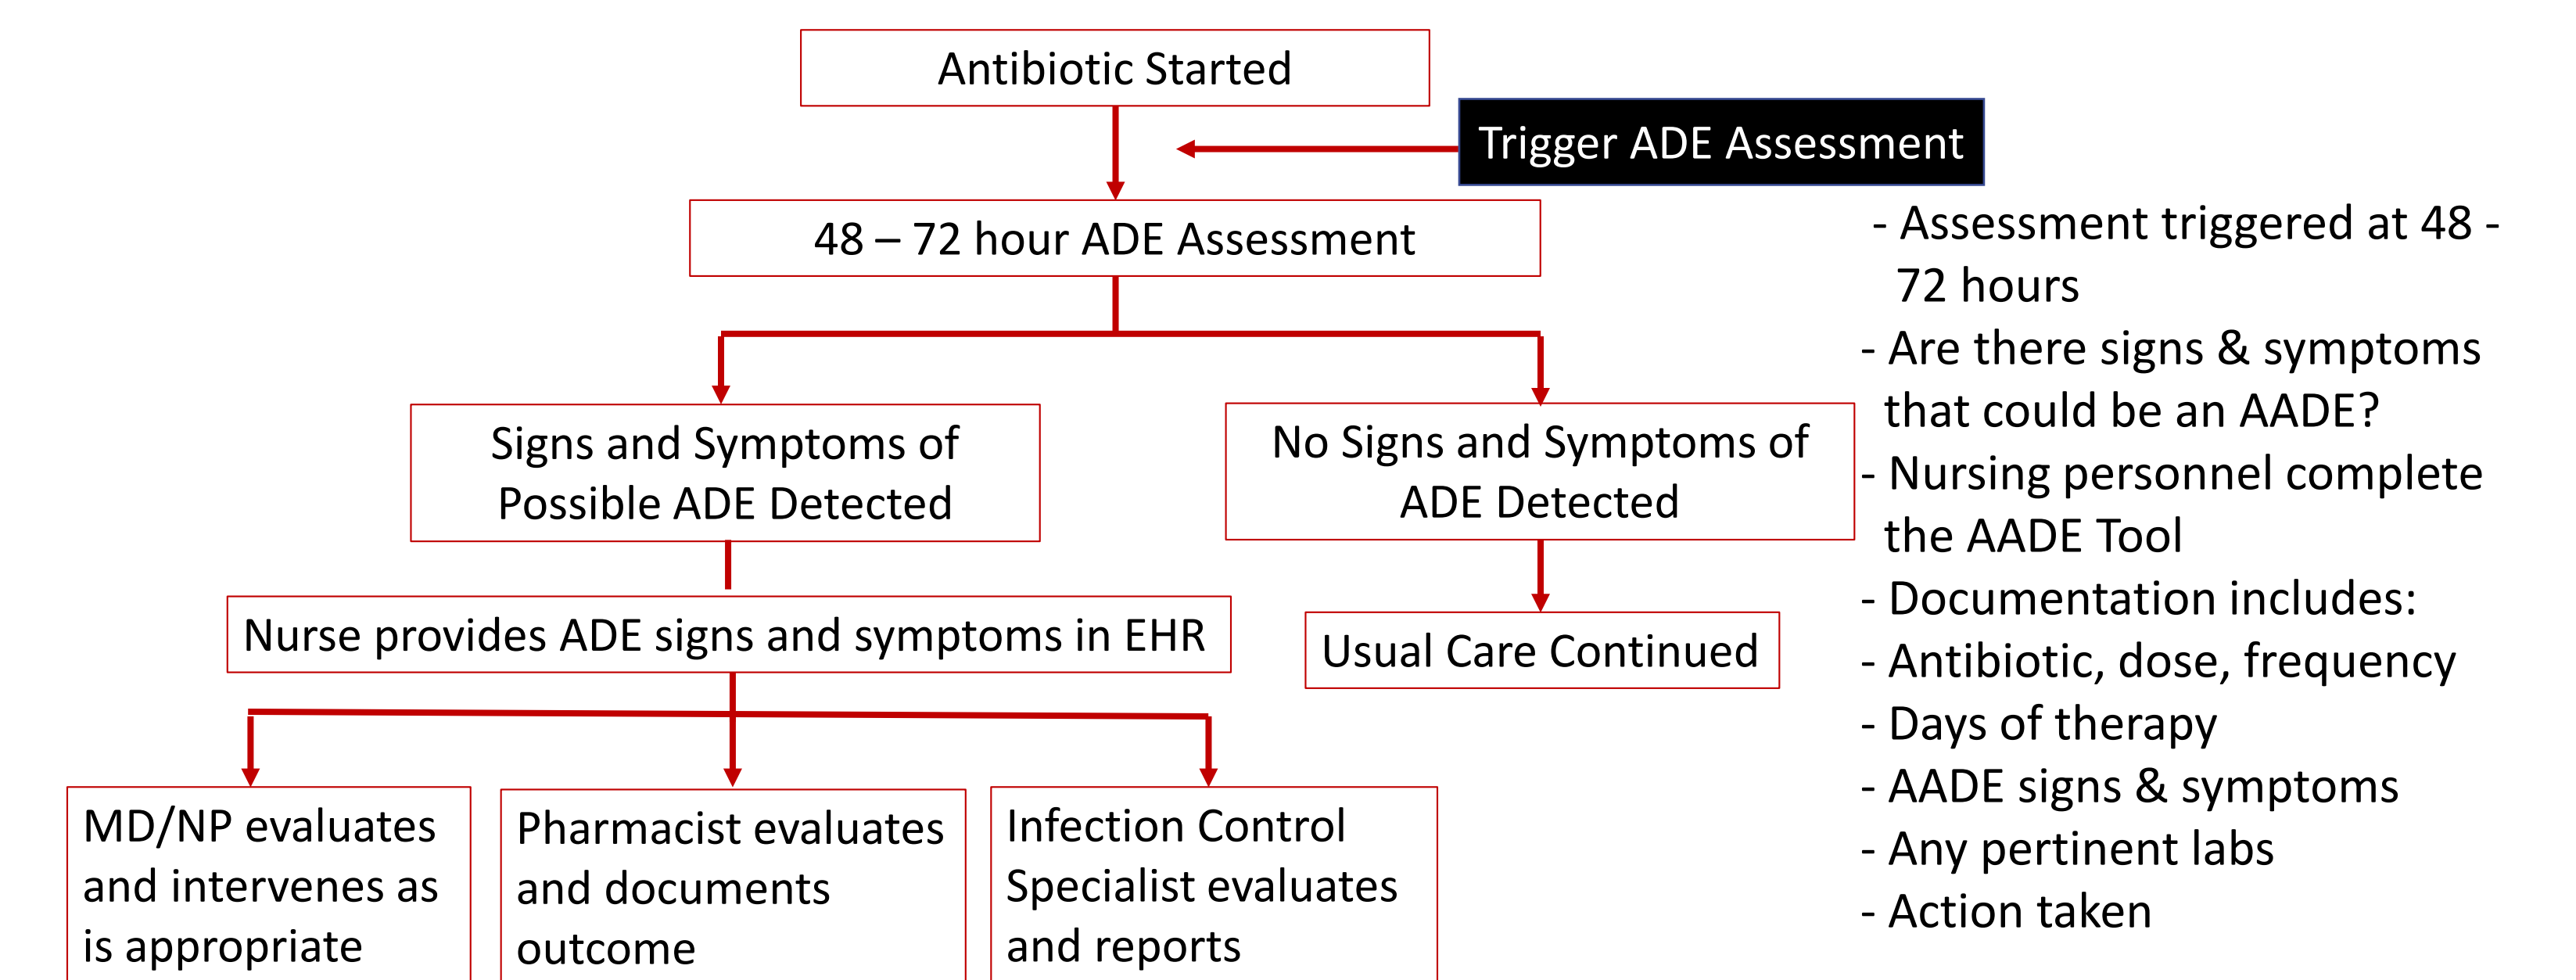 Antibiotic Started
Trigger ADE Assessment
48 – 72 hour ADE Assessment
Signs and Symptoms of
Possible ADE Detected
No Signs and Symptoms of
ADE Detected
Nurse provides ADE signs and symptoms in EHR
Usual Care Continued
MD/NP evaluates
and intervenes as
is appropriate
Pharmacist evaluates
and documents
outcome
Infection Control
Specialist evaluates
and reports
- Assessment triggered at 48 -
72 hours
- Are there signs & symptoms
that could be an AADE?
- Nursing personnel complete
the AADE Tool
- Documentation includes:
- Antibiotic, dose, frequency
- Days of therapy
- AADE signs & symptoms
- Any pertinent labs
- Action taken